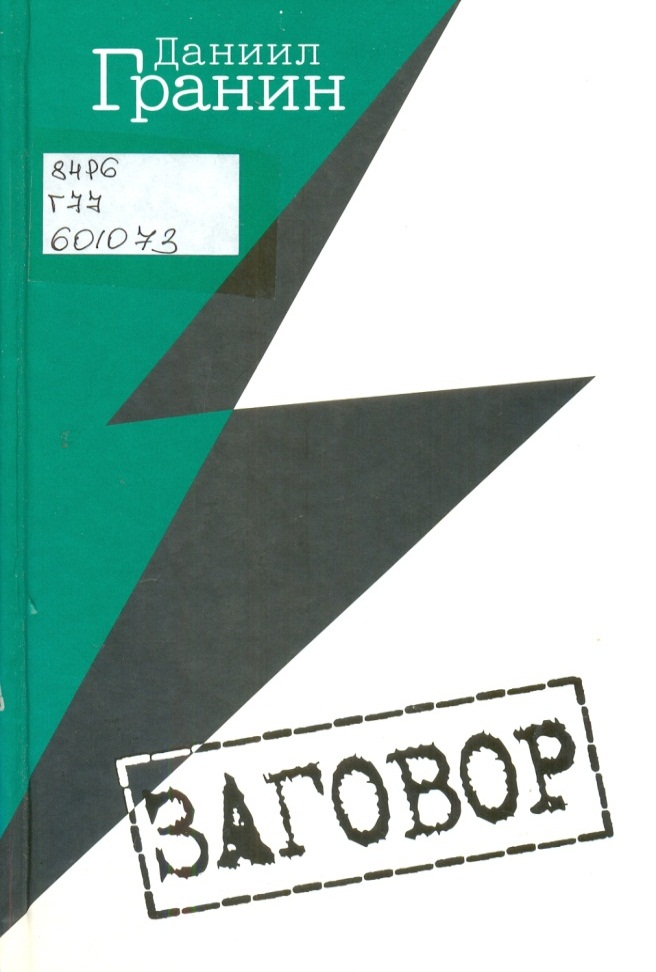 Даниил
Гранин
84Р6
Г77
601073
ЗАГОВОР